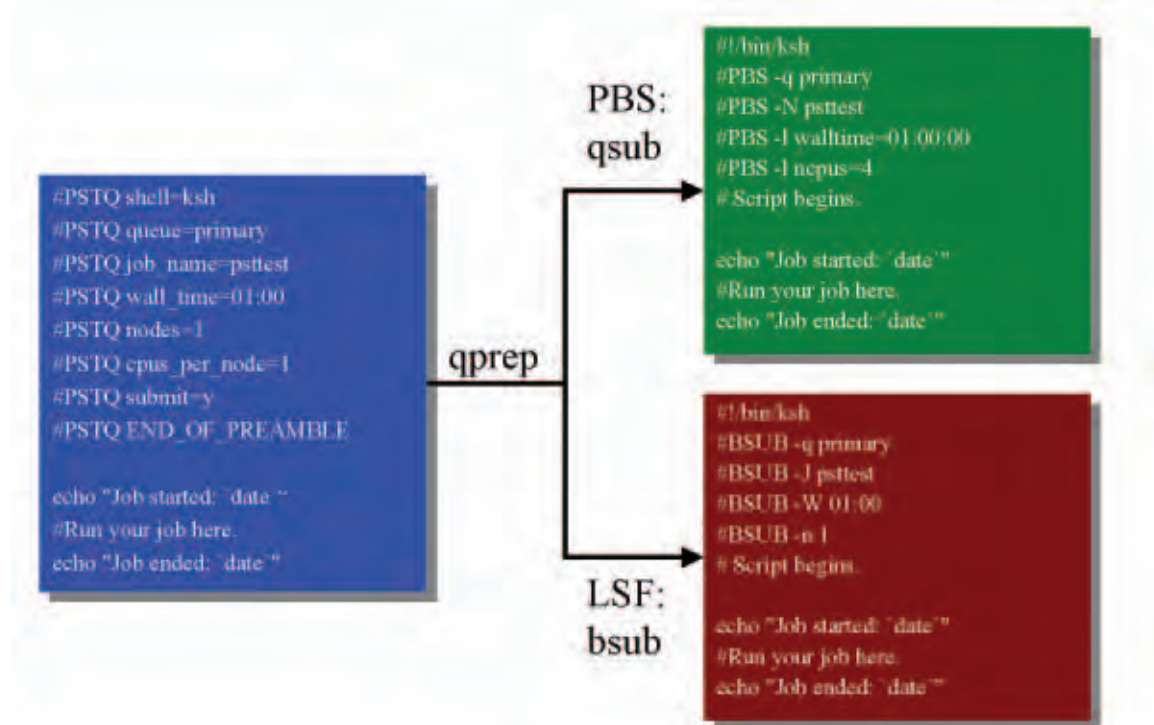 #PSTQ shell=ksh
#PSTQ queue=primary
#PSTQ job_name=psttest
#PSTQ wall_time=01:00
#PSTQ nodes=1
#PSTQ cpus_per_node=1
#PSTQ submit=y
#PSTQ END_OF_PREAMBLE
echo "Job started: `date`"
#Run your job here.
echo "Job ended: `date`"
qprep
PBS:
qsub
#!/bin/ksh
#PBS -q primary
#PBS -N psttest
#PBS -l walltime=01:00:00
#PBS -l ncpus=4
# Script begins.
echo "Job started: `date`"
#Run your job here.
echo "Job ended: `date`"
LSF:
bsub
#!/bin/ksh
#BSUB -q primary
#BSUB -J psttest
#BSUB -W 01:00
#BSUB -n 1
# Script begins.
echo "Job started: `date`"
#Run your job here.
echo "Job ended: `date`"